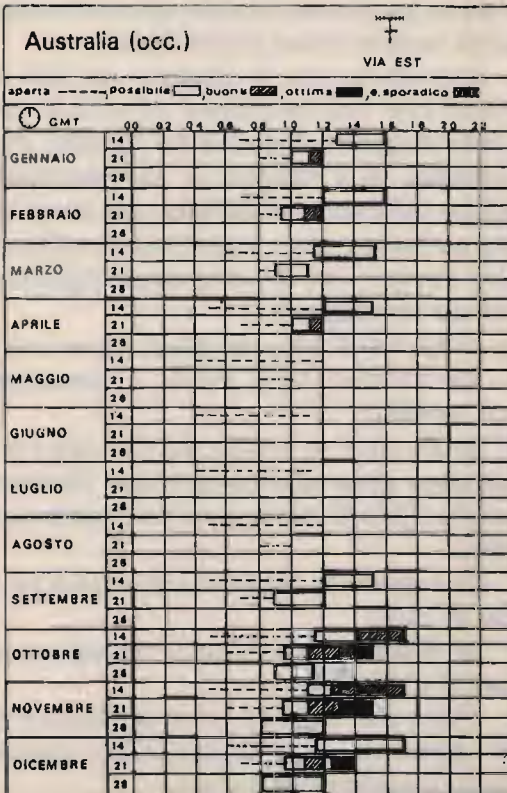 Australia (occ.)
VIA EST
aperta ----, possibile , buona , ottima , e. sporadico
GMT 00 02 04 06 08 10 12 14 16 18 20 22
GENNAIO 14
21
28
FEBBRAIO 14
21
28
MARZO 14
21
28
APRILE 14
21
28
MAGGIO 14
21
28
GIUGNO 14
21
28
LUGLIO 14
21
28
AGOSTO 14
21
28
SETTEMBRE 14
21
28
OTTOBRE 14
21
28
NOVEMBRE 14
21
28
DICEMBRE 14
21
28